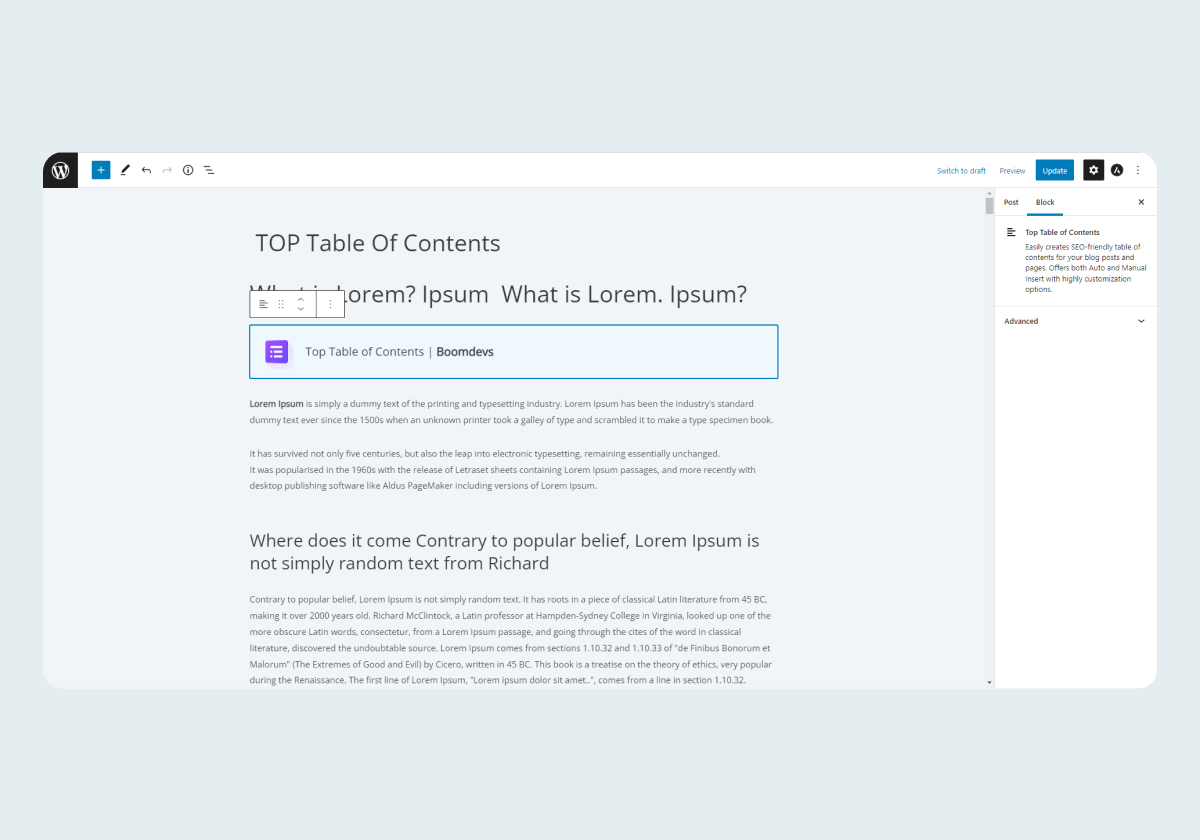 Switch to draft Preview Update
Post Block
Top Table of Contents
Easily creates SEO-friendly table of
contents for your blog posts and
pages. Offers both Auto and Manual
insert with highly customization
options.
Advanced
TOP Table Of Contents
What is Lorem? Ipsum What is Lorem. Ipsum?
Top Table of Contents | Boomdevs
Lorem Ipsum is simply a dummy text of the printing and typesetting industry. Lorem Ipsum has been the industry's standard
dummy text ever since the 1500s when an unknown printer took a galley of type and scrambled it to make a type specimen book.
It has survived not only five centuries, but also the leap into electronic typesetting, remaining essentially unchanged.
It was popularised in the 1960s with the release of Letraset sheets containing Lorem Ipsum passages, and more recently with
desktop publishing software like Aldus PageMaker including versions of Lorem Ipsum.
Where does it come Contrary to popular belief, Lorem Ipsum is
not simply random text from Richard
Contrary to popular belief, Lorem Ipsum is not simply random text. It has roots in a piece of classical Latin literature from 45 BC,
making it over 2000 years old. Richard McClintock, a Latin professor at Hampden-Sydney College in Virginia, looked up one of the
more obscure Latin words, consectetur, from a Lorem Ipsum passage, and going through the cites of the word in classical
literature, discovered the undoubtable source. Lorem Ipsum comes from sections 1.10.32 and 1.10.33 of "de Finibus Bonorum et
Malorum" (The Extremes of Good and Evil) by Cicero, written in 45 BC. This book is a treatise on the theory of ethics, very popular
during the Renaissance. The first line of Lorem Ipsum, "Lorem ipsum dolor sit amet..", comes from a line in section 1.10.32.